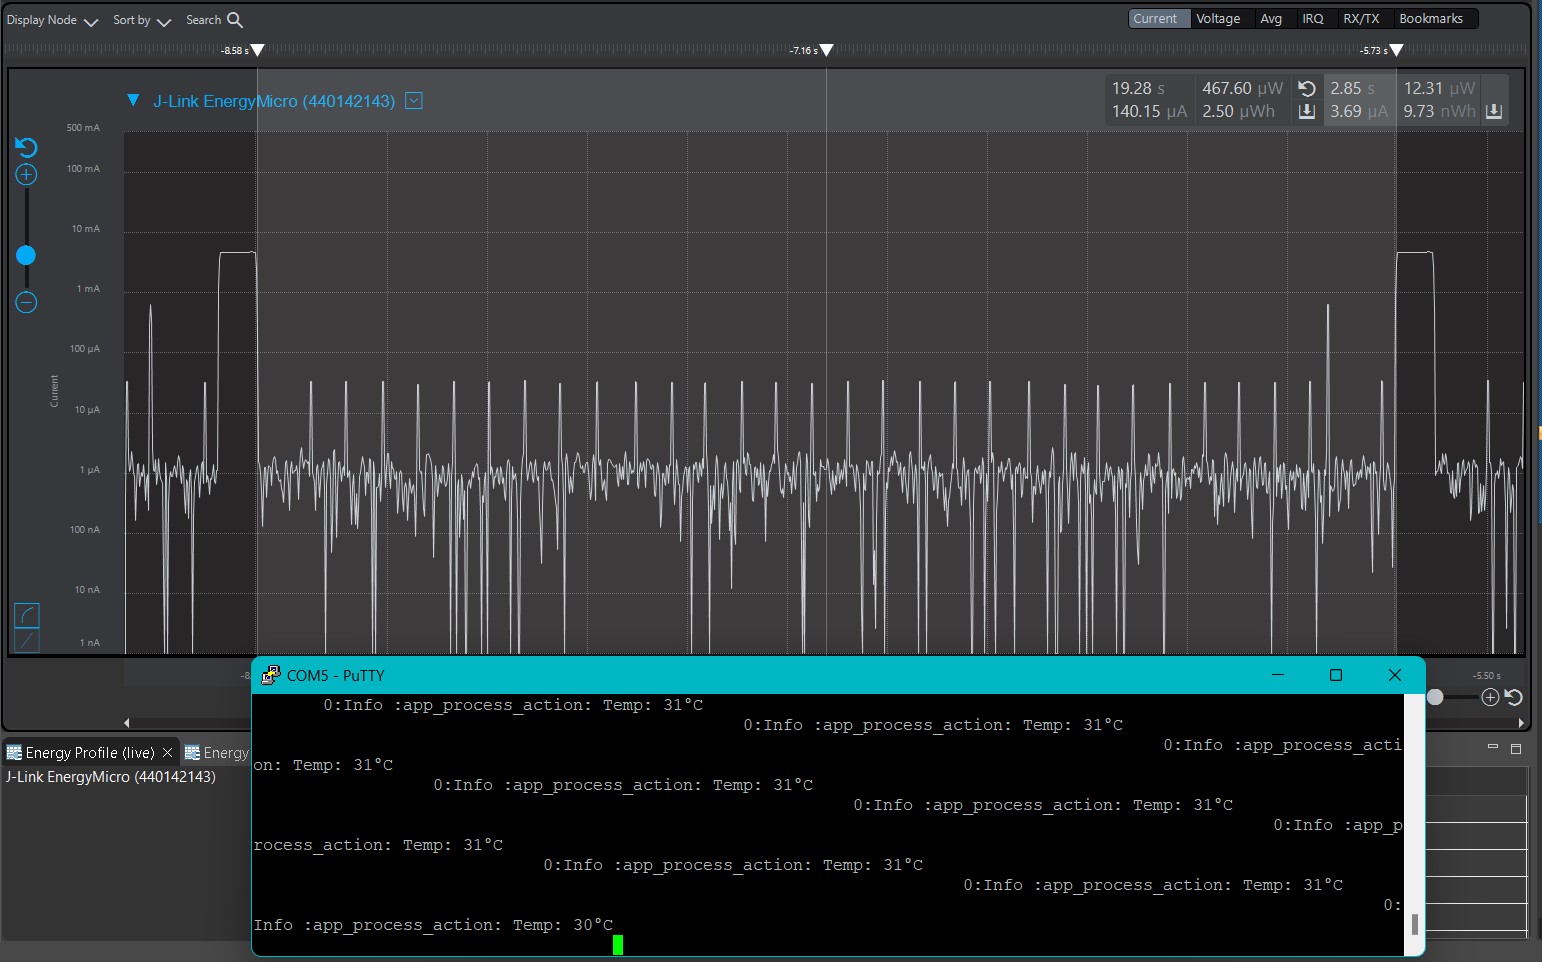 Display Node Sort by Search Current Voltage Avg IRQ RX/TX Bookmarks
-8.58 s -7.16 s -5.73 s
J-Link EnergyMicro (440142143)
19.28 s 467.60 µW 2.85 s 12.31 µW
140.15 µA 2.50 µWh 3.69 µA 9.73 nWh
500 mA
100 mA
10 mA
1 mA
100 µA
10 µA
1 µA
100 nA
10 nA
1 nA
Current
-8. -5.50 s
COM5 - PuTTY
0:Info :app_process_action: Temp: 31°C
0:Info :app_process_action: Temp: 31°C
0:Info :app_process_acti
on: Temp: 31°C
0:Info :app_process_action: Temp: 31°C
0:Info :app_process_action: Temp: 31°C
0:Info :app_p
rocess_action: Temp: 31°C
0:Info :app_process_action: Temp: 31°C
0:Info :app_process_action: Temp: 31°C
0:
Info :app_process_action: Temp: 30°C
Energy Profile (live) Energy
J-Link EnergyMicro (440142143)